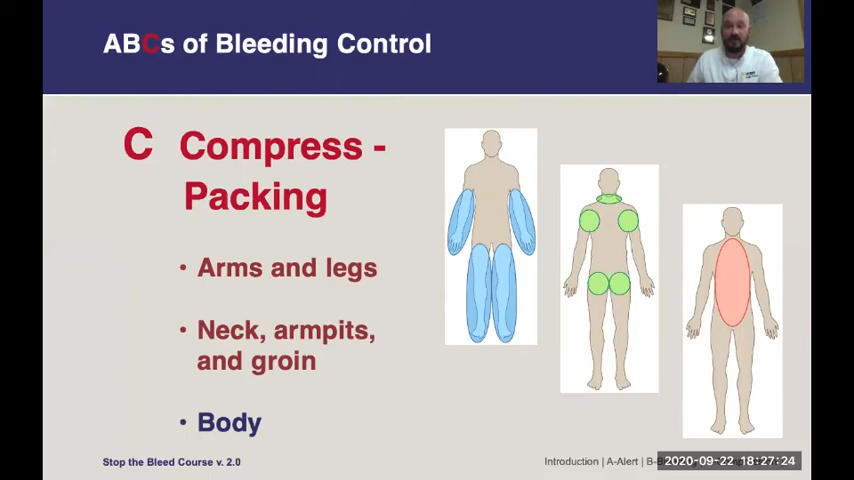 ABCs of Bleeding Control
C Compress -
Packing
• Arms and legs
• Neck, armpits,
and groin
• Body
Stop the Bleed Course v. 2.0
Introduction | A-Alert |
2020-09-22 18:27:24